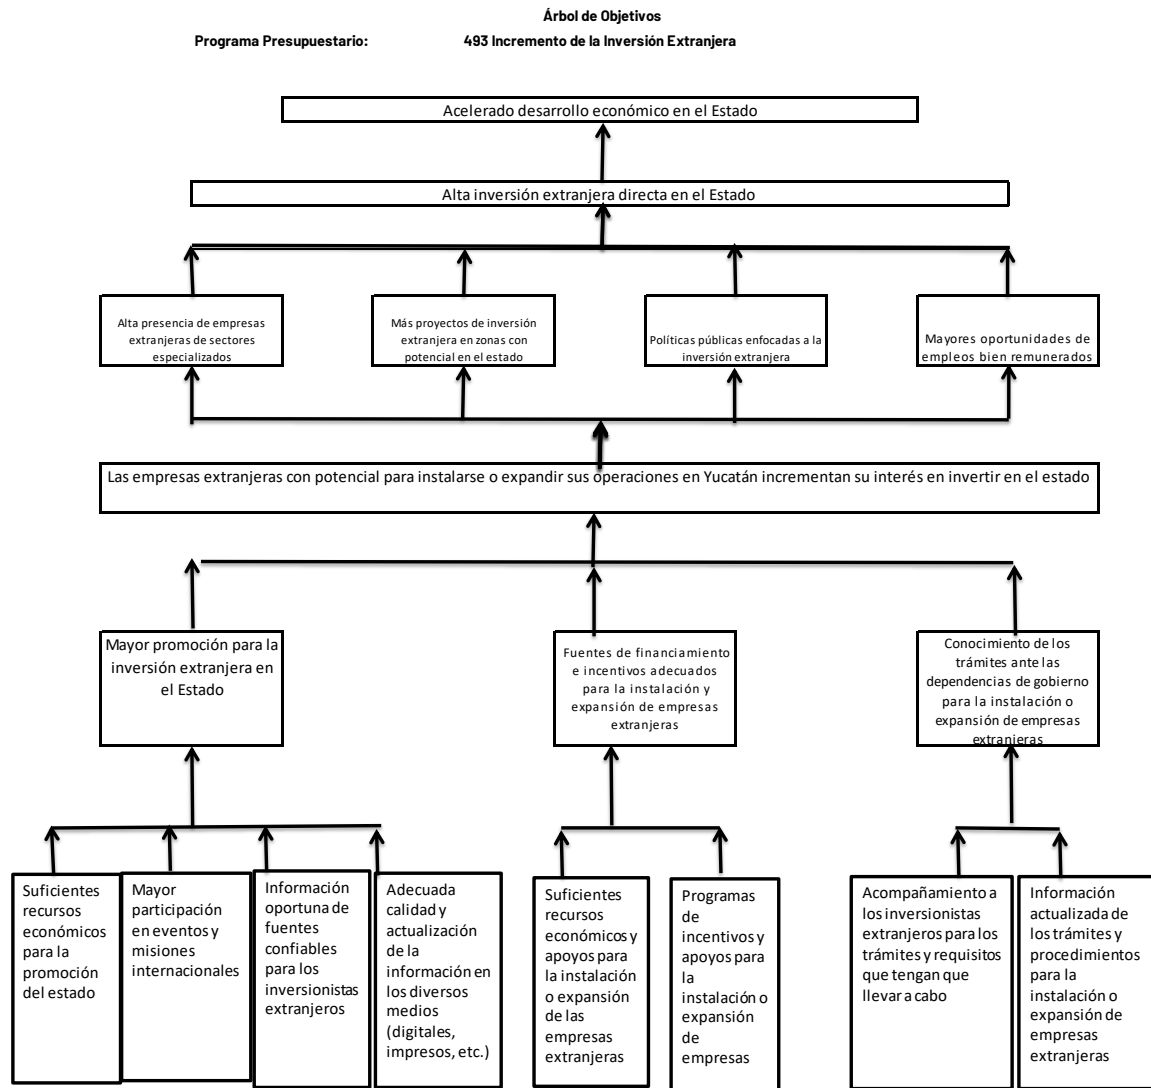 Árbol de Objetivos
Programa Presupuestario: 493 Incremento de la Inversión Extranjera
Acelerado desarrollo económico en el Estado
Alta inversión extranjera directa en el Estado
Alta presencia de empresas
extranjeras de sectores
especializados
Más proyectos de inversión
extranjera en zonas con
potencial en el estado
Políticas públicas enfocadas a la
inversión extranjera
Mayores oportunidades de
empleos bien remunerados
Las empresas extranjeras con potencial para instalarse o expandir sus operaciones en Yucatán incrementan su interés en invertir en el estado
Mayor promoción para la
inversión extranjera en
el Estado
Fuentes de financiamiento
e incentivos adecuados
para la instalación y
expansión de empresas
extranjeras
Conocimiento de los
trámites ante las
dependencias de gobierno
para la instalación o
expansión de empresas
extranjeras
Suficientes
recursos
económicos
para la
promoción
del estado
Mayor
participación
en eventos y
misiones
internacionales
Información
oportuna de
fuentes
confiables
para los
inversionistas
extranjeros
Adecuada
calidad y
actualización
de la
información en
los diversos
medios
(digitales,
impresos, etc.)
Suficientes
recursos
económicos y
apoyos para
la instalación
o expansión
de las
empresas
extranjeras
Programas
de
incentivos y
apoyos para
la
instalación o
expansión
de
empresas
Acompañamiento a
los inversionistas
extranjeros para los
trámites y requisitos
que tengan que
llevar a cabo
Información
actualizada de
los trámites y
procedimientos
para la
instalación o
expansión de
empresas
extranjeras